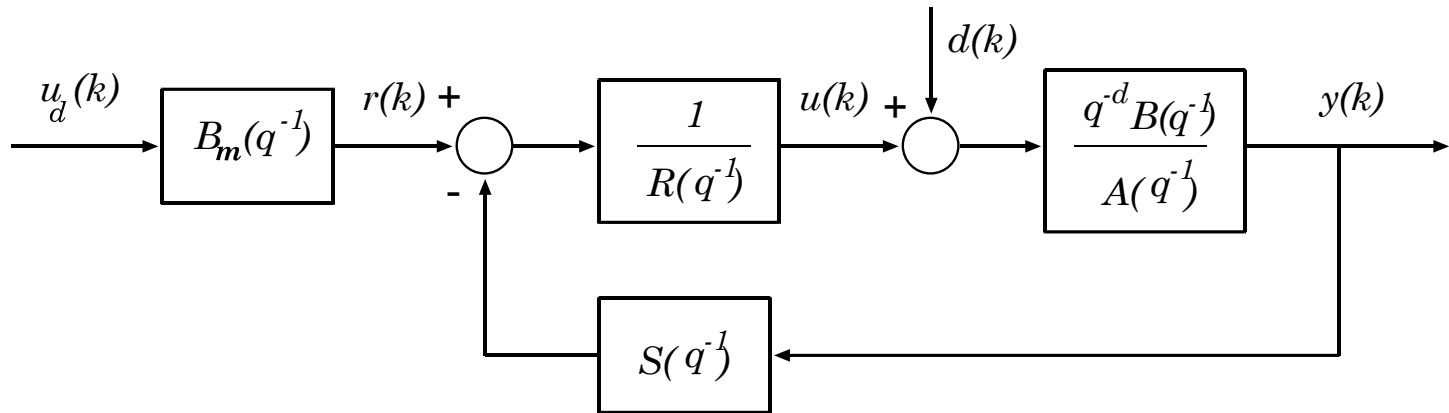 u_d(k)
B_m(q^-1)
r(k)
+
-
1
R(q^-1)
u(k)
+
d(k)
q^-d B(q^-1)
A(q^-1)
y(k)
S(q^-1)